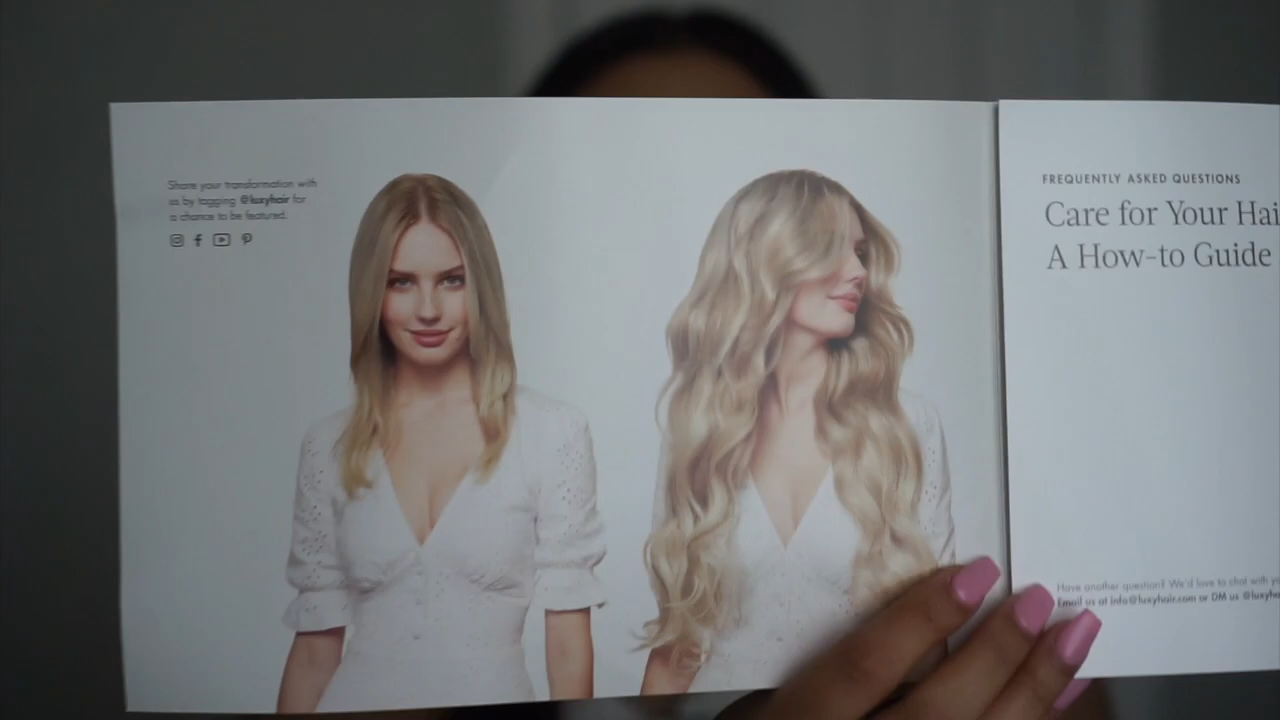 Share your transformation with
us by tagging @luxyhair for
a chance to be featured.
FREQUENTLY ASKED QUESTIONS
Care for Your Hai
A How-to Guide
Have another question? We'd love to chat with yo
Email us at info@luxyhair.com or DM us @luxyha